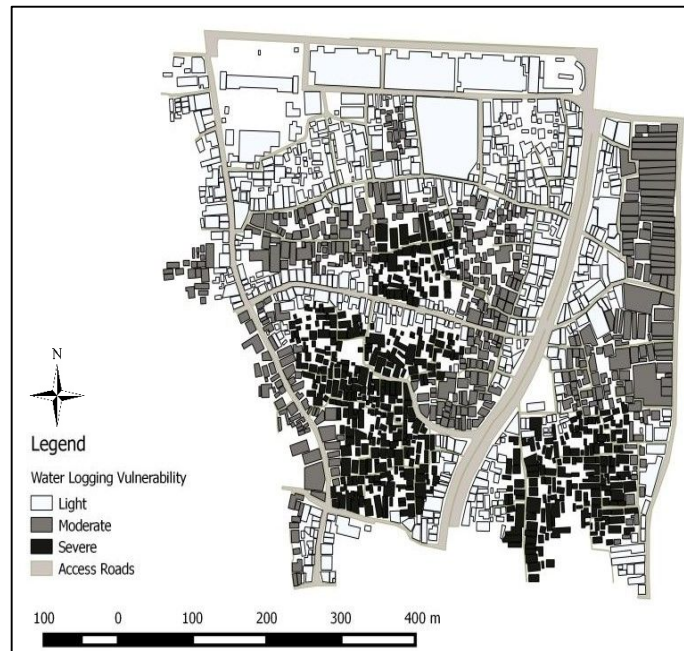 N
Legend
Water Logging Vulnerability
Light
Moderate
Severe
Access Roads
100 0 100 200 300 400 m